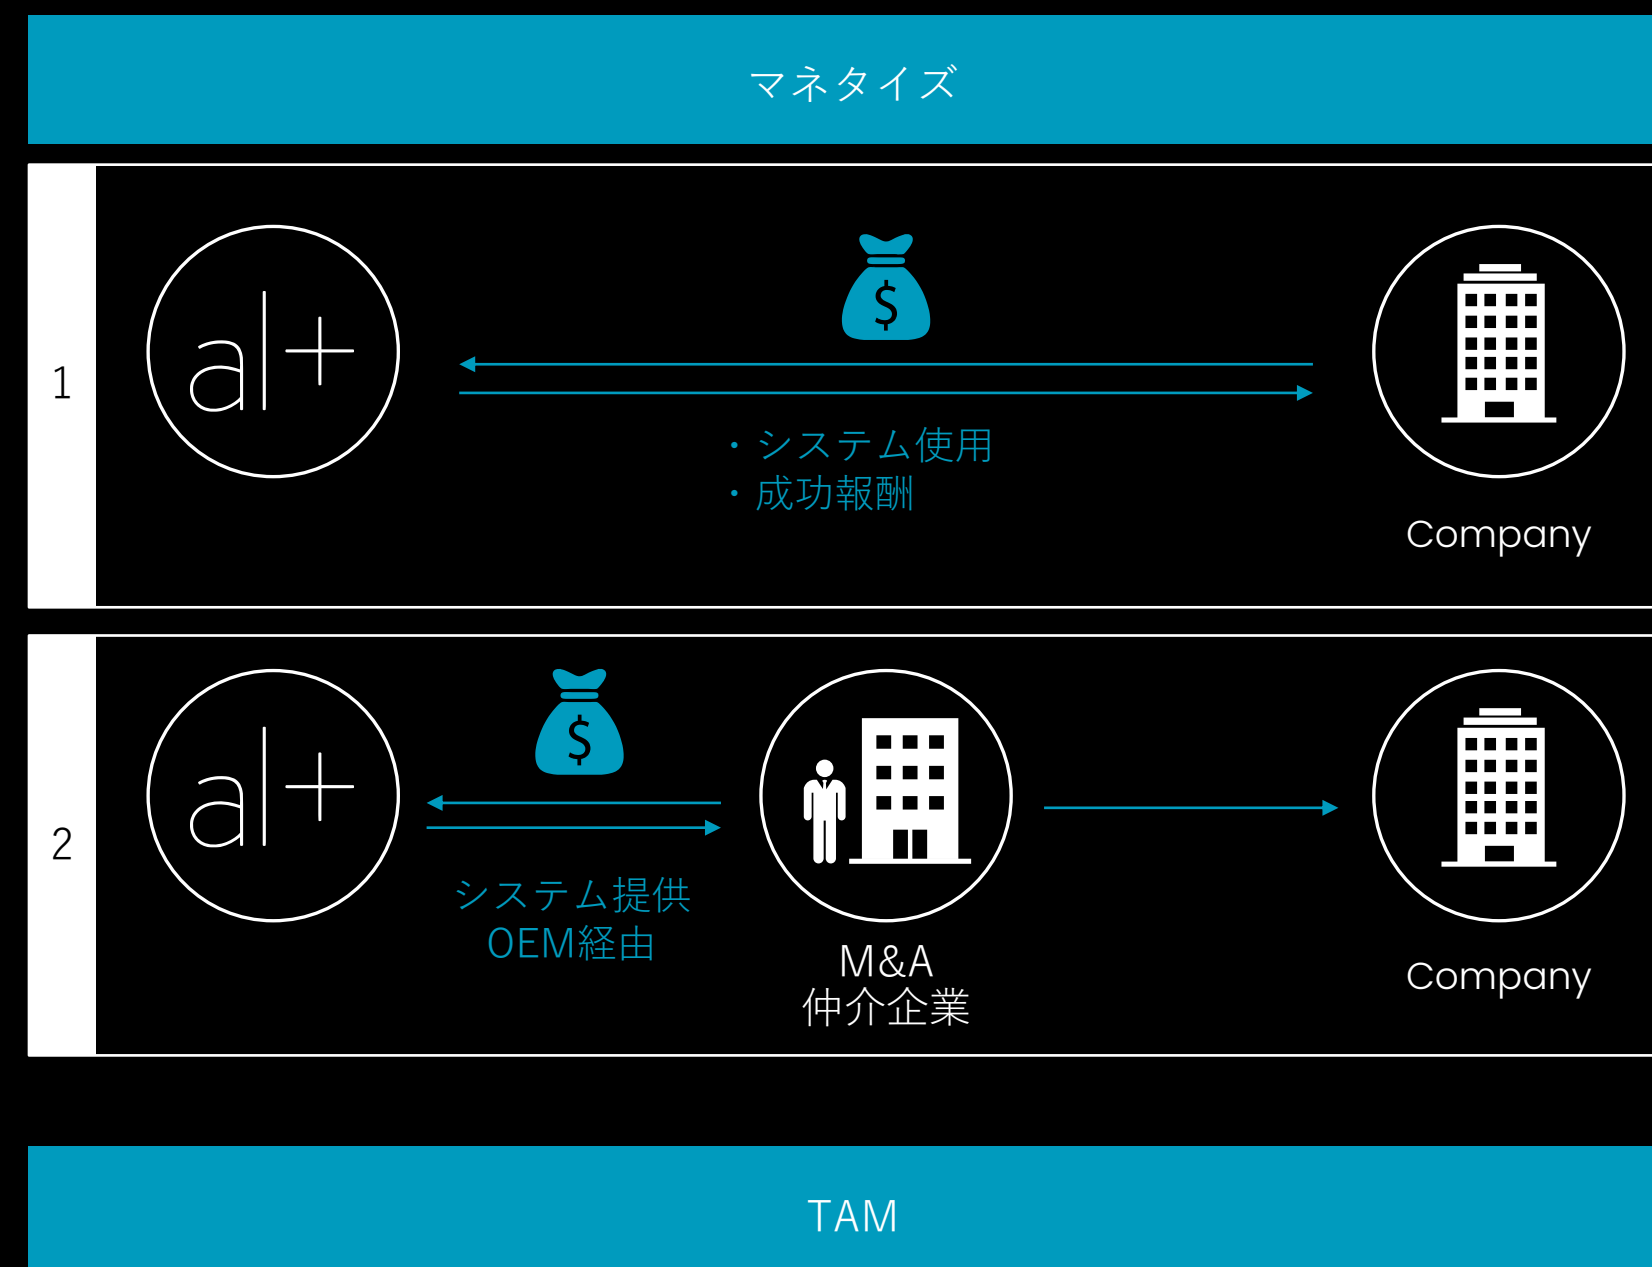 マネタイズ
1
al+
$
・システム使用
・成功報酬
Company
2
al+
$
システム提供
OEM経由
M&A
仲介企業
Company
TAM